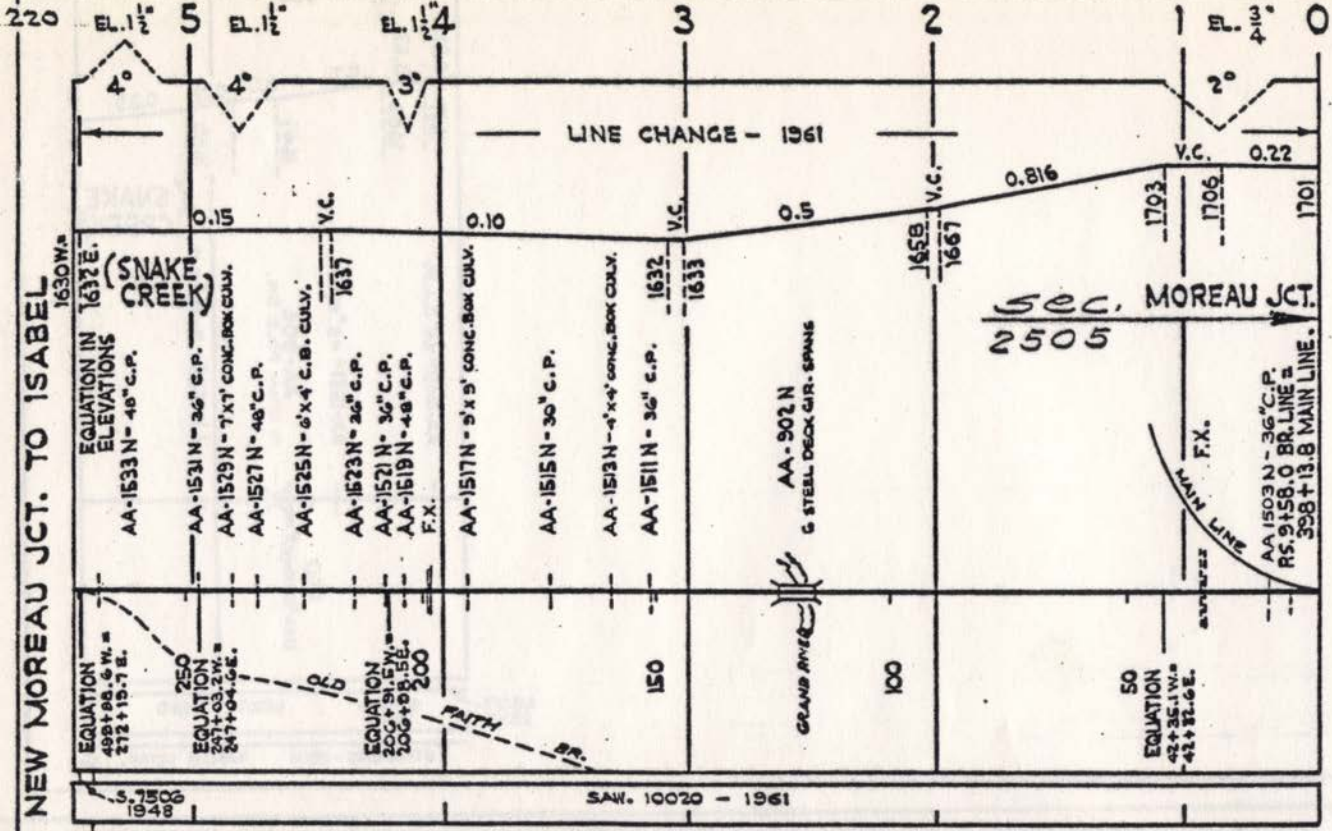 220
EL. 1½"
5
EL. 1½"
EL. 1½"
4
3
2
1
EL. ¾"
0
4°
4°
3°
2°
LINE CHANGE - 1961
V.C.
0.22
0.816
0.5
V.C.
V.C.
V.C.
0.15
0.10
1703
1706
1701
1658
1667
1632
1633
1637
1630 W.=
1632 E.
(SNAKE CREEK)
EQUATION IN
ELEVATIONS
NEW MOREAU JCT. TO ISABEL
Sec.
2505
MOREAU JCT.
AA-1533 N - 48" C.P.
AA-1531 N - 36" C.P.
AA-1529 N - 7'X7' CONC. BOX CULV.
AA-1527 N - 48" C.P.
AA-1525 N - 6'X4' C.B. CULV.
AA-1523 N - 36" C.P.
AA-1521 N - 36" C.P.
AA-1519 N - 48" C.P.
F.X.
AA-1517 N - 9'X9' CONC. BOX CULV.
AA-1515 N - 30" C.P.
AA-1513 N - 4'X4' CONC. BOX CULV.
AA-1511 N - 36" C.P.
AA-902 N
6 STEEL DECK GIR. SPANS
F.X.
MAIN LINE
AA 1503 N - 36" C.P.
RS. 9+58.0 BR. LINE =
398+13.8 MAIN LINE.
EQUATION
498+88.6 W. =
272+19.7 E.
250
EQUATION
247+03.2 W. =
247+04.6 E.
OLD
FAITH
BR.
EQUATION
206+91.5 W. =
206+08.5 E.
200
150
GRAND RIVER
100
50
EQUATION
42+35.1 W. =
42+82.6 E.
S. 7506
1948
SAW. 10020 - 1961